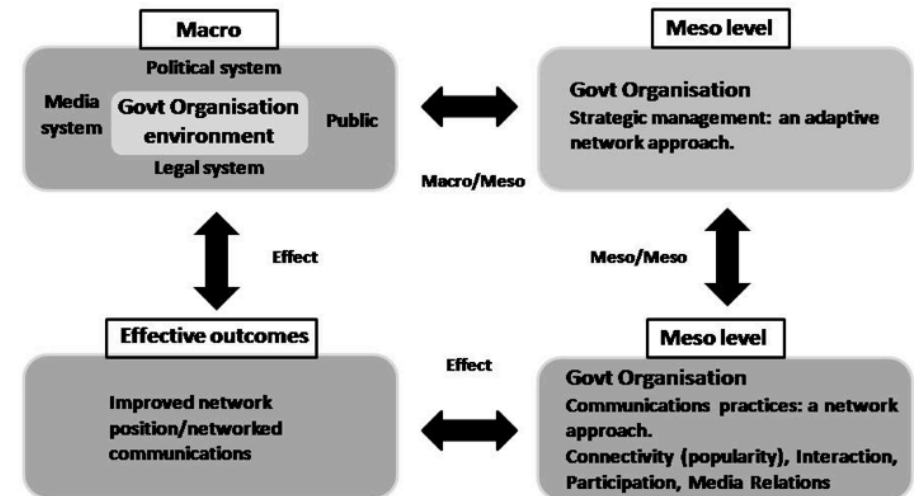 Macro
Political system
Media
system
Govt Organisation
environment
Public
Legal system
Macro/Meso
Meso level
Govt Organisation
Strategic management: an adaptive
network approach.
Effect
Meso/Meso
Effective outcomes
Improved network
position/networked
communications
Effect
Meso level
Govt Organisation
Communications practices: a network
approach.
Connectivity (popularity), Interaction,
Participation, Media Relations